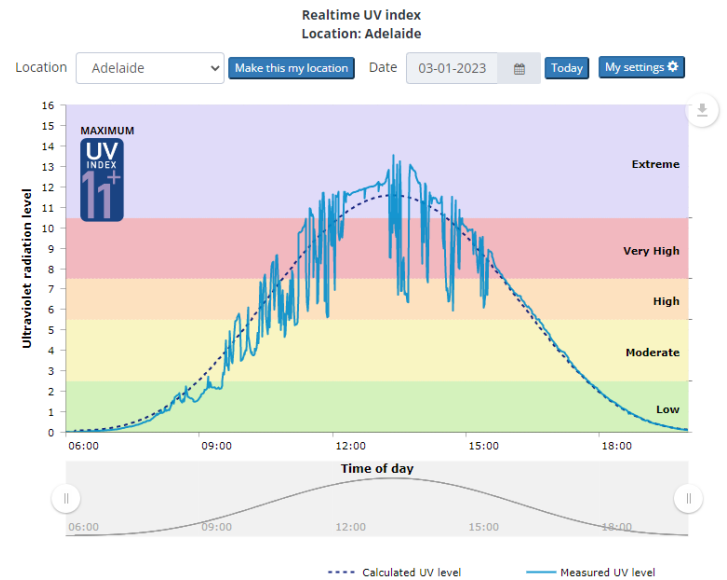 Realtime UV index
Location: Adelaide
Location Adelaide Make this my location Date 03-01-2023 Today My settings
16
15
14
13
12
11
10
9
8
7
6
5
4
3
2
1
0
Ultraviolet radiation level
MAXIMUM
UV
INDEX
11+
Extreme
Very High
High
Moderate
Low
06:00 09:00 12:00 15:00 18:00
Time of day
06:00 09:00 12:00 15:00 18:00
Calculated UV level Measured UV level